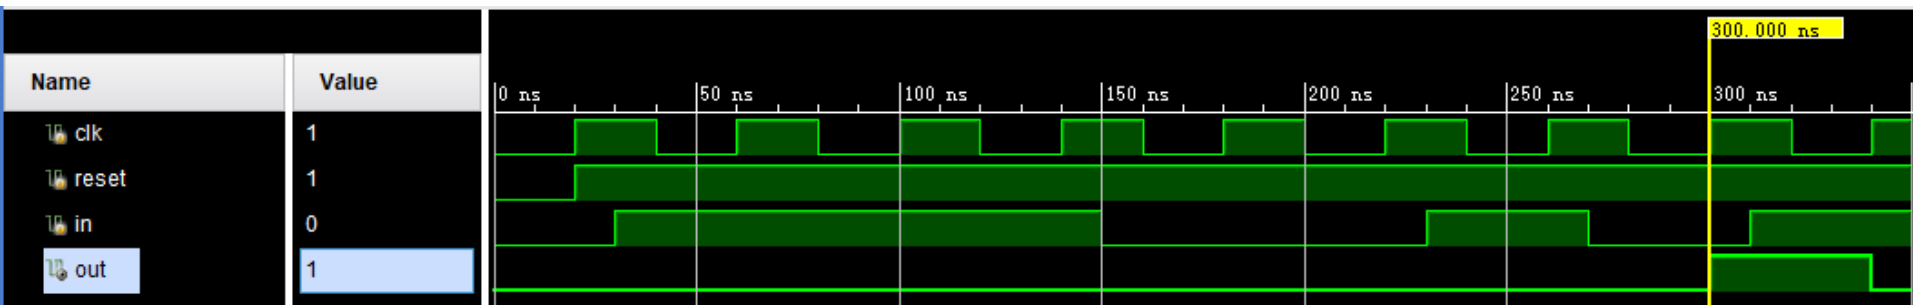 300.000 ns
Name Value
0 ns 50 ns 100 ns 150 ns 200 ns 250 ns 300 ns
clk 1
reset 1
in 0
out 1